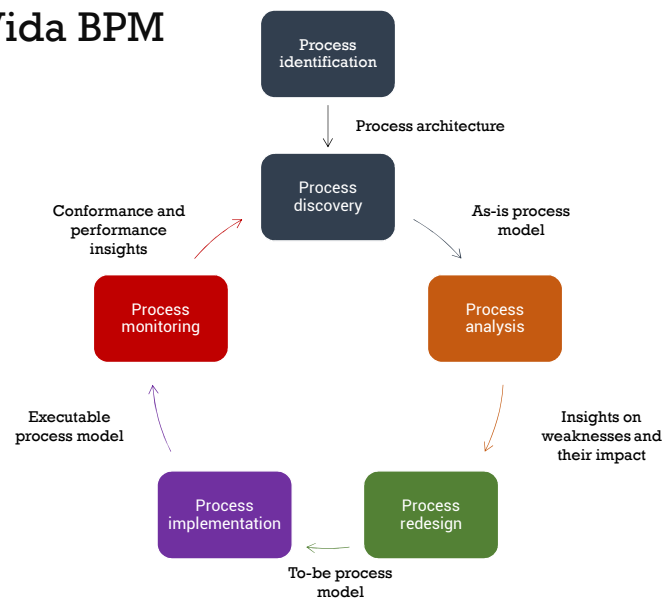 Vida BPM
Process
identification
Process architecture
Process
discovery
Conformance and
performance
insights
As-is process
model
Process
monitoring
Process
analysis
Executable
process model
Insights on
weaknesses and
their impact
Process
implementation
Process
redesign
To-be process
model